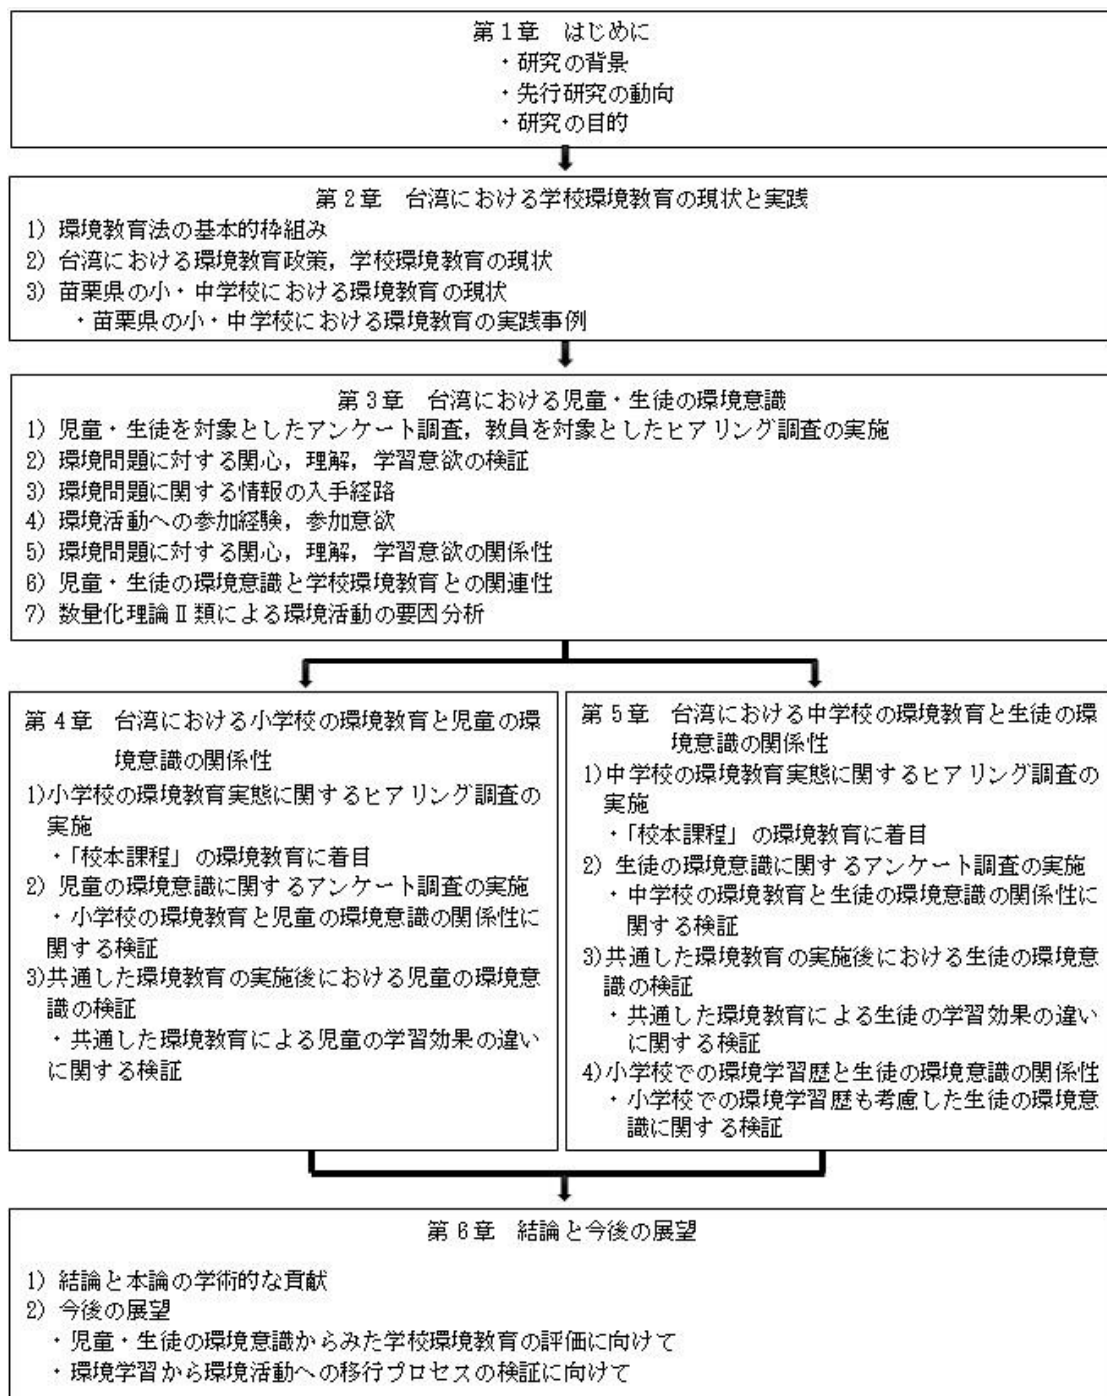 第1章　はじめに
・研究の背景
・先行研究の動向
・研究の目的
第2章　台湾における学校環境教育の現状と実践
1) 環境教育法の基本的枠組み
2) 台湾における環境教育政策，学校環境教育の現状
3) 苗栗県の小・中学校における環境教育の現状
・苗栗県の小・中学校における環境教育の実践事例
第3章　台湾における児童・生徒の環境意識
1) 児童・生徒を対象としたアンケート調査，教員を対象としたヒアリング調査の実施
2) 環境問題に対する関心，理解，学習意欲の検証
3) 環境問題に関する情報の入手経路
4) 環境活動への参加経験，参加意欲
5) 環境問題に対する関心，理解，学習意欲の関係性
6) 児童・生徒の環境意識と学校環境教育との関連性
7) 数量化理論Ⅱ類による環境活動の要因分析
第4章　台湾における小学校の環境教育と児童の環
境意識の関係性
1)小学校の環境教育実態に関するヒアリング調査の
実施
・「校本課程」の環境教育に着目
2) 児童の環境意識に関するアンケート調査の実施
・小学校の環境教育と児童の環境意識の関係性に
関する検証
3)共通した環境教育の実施後における児童の環境意
識の検証
・共通した環境教育による児童の学習効果の違い
に関する検証
第5章　台湾における中学校の環境教育と生徒の環
境意識の関係性
1)中学校の環境教育実態に関するヒアリング調査の
実施
・「校本課程」の環境教育に着目
2) 生徒の環境意識に関するアンケート調査の実施
・中学校の環境教育と生徒の環境意識の関係性に
関する検証
3)共通した環境教育の実施後における生徒の環境意
識の検証
・共通した環境教育による生徒の学習効果の違い
に関する検証
4)小学校での環境学習歴と生徒の環境意識の関係性
・小学校での環境学習歴も考慮した生徒の環境意
識に関する検証
第6章　結論と今後の展望
1) 結論と本論の学術的な貢献
2) 今後の展望
・児童・生徒の環境意識からみた学校環境教育の評価に向けて
・環境学習から環境活動への移行プロセスの検証に向けて